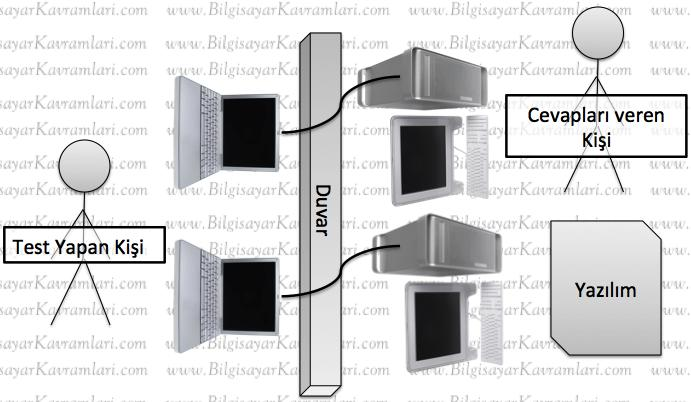 www.BilgisayarKavramlari.com
Cevapları veren
Kişi
Duvar
Test Yapan Kişi
Yazılım